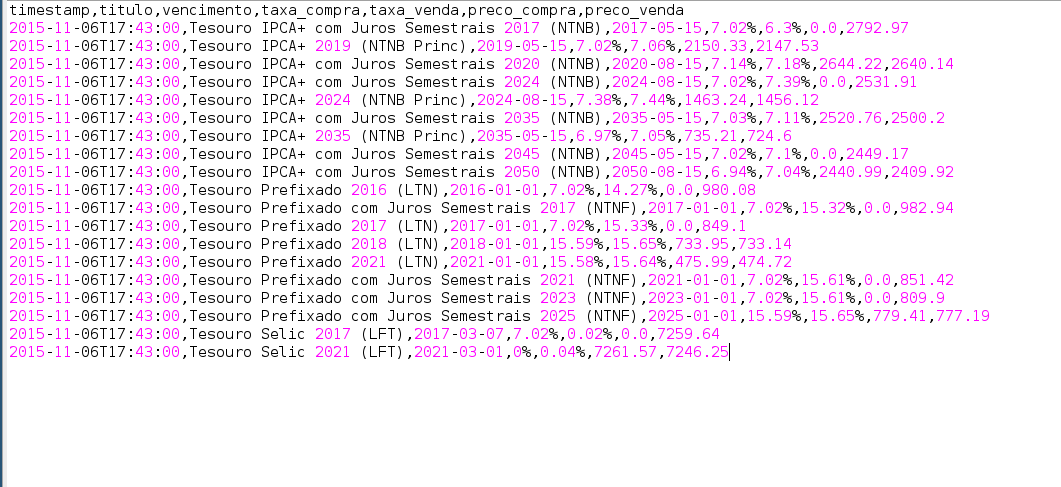 timestamp,titulo,vencimento,taxa_compra,taxa_venda,preco_compra,preco_venda
2015-11-06T17:43:00,Tesouro IPCA+ com Juros Semestrais 2017 (NTNB),2017-05-15,7.02%,6.3%,0.0,2792.97
2015-11-06T17:43:00,Tesouro IPCA+ 2019 (NTNB Princ),2019-05-15,7.02%,7.06%,2150.33,2147.53
2015-11-06T17:43:00,Tesouro IPCA+ com Juros Semestrais 2020 (NTNB),2020-08-15,7.14%,7.18%,2644.22,2640.14
2015-11-06T17:43:00,Tesouro IPCA+ com Juros Semestrais 2024 (NTNB),2024-08-15,7.02%,7.39%,0.0,2531.91
2015-11-06T17:43:00,Tesouro IPCA+ 2024 (NTNB Princ),2024-08-15,7.38%,7.44%,1463.24,1456.12
2015-11-06T17:43:00,Tesouro IPCA+ com Juros Semestrais 2035 (NTNB),2035-05-15,7.03%,7.11%,2520.76,2500.2
2015-11-06T17:43:00,Tesouro IPCA+ 2035 (NTNB Princ),2035-05-15,6.97%,7.05%,735.21,724.6
2015-11-06T17:43:00,Tesouro IPCA+ com Juros Semestrais 2045 (NTNB),2045-05-15,7.02%,7.1%,0.0,2449.17
2015-11-06T17:43:00,Tesouro IPCA+ com Juros Semestrais 2050 (NTNB),2050-08-15,6.94%,7.04%,2440.99,2409.92
2015-11-06T17:43:00,Tesouro Prefixado 2016 (LTN),2016-01-01,7.02%,14.27%,0.0,980.08
2015-11-06T17:43:00,Tesouro Prefixado com Juros Semestrais 2017 (NTNF),2017-01-01,7.02%,15.32%,0.0,982.94
2015-11-06T17:43:00,Tesouro Prefixado 2017 (LTN),2017-01-01,7.02%,15.33%,0.0,849.1
2015-11-06T17:43:00,Tesouro Prefixado 2018 (LTN),2018-01-01,15.59%,15.65%,733.95,733.14
2015-11-06T17:43:00,Tesouro Prefixado 2021 (LTN),2021-01-01,15.58%,15.64%,475.99,474.72
2015-11-06T17:43:00,Tesouro Prefixado com Juros Semestrais 2021 (NTNF),2021-01-01,7.02%,15.61%,0.0,851.42
2015-11-06T17:43:00,Tesouro Prefixado com Juros Semestrais 2023 (NTNF),2023-01-01,7.02%,15.61%,0.0,809.9
2015-11-06T17:43:00,Tesouro Prefixado com Juros Semestrais 2025 (NTNF),2025-01-01,15.59%,15.65%,779.41,777.19
2015-11-06T17:43:00,Tesouro Selic 2017 (LFT),2017-03-07,7.02%,0.02%,0.0,7259.64
2015-11-06T17:43:00,Tesouro Selic 2021 (LFT),2021-03-01,0%,0.04%,7261.57,7246.25